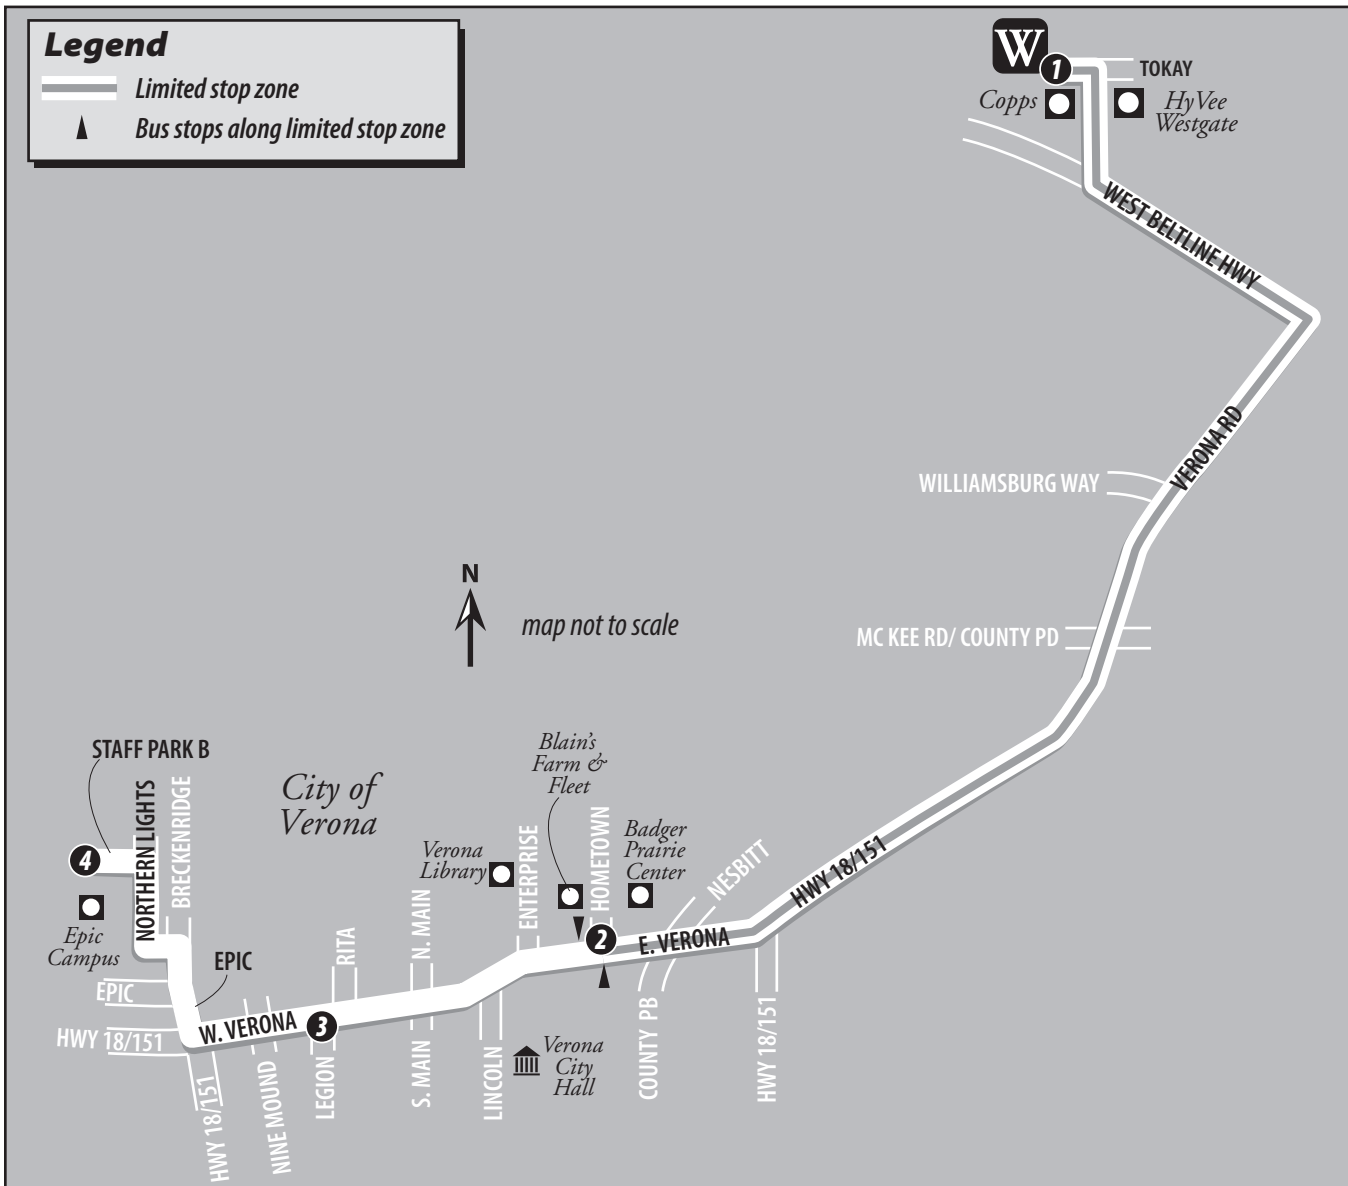 Legend
Limited stop zone
Bus stops along limited stop zone
W
1
TOKAY
Copps
HyVee
Westgate
WEST BELTLINE HWY
VERONA RD
WILLIAMSBURG WAY
N
map not to scale
MC KEE RD/ COUNTY PD
STAFF PARK B
4
NORTHERN LIGHTS
BRECKENRIDGE
Epic
Campus
EPIC
EPIC
HWY 18/151
City of
Verona
Verona
Library
Blain's
Farm &
Fleet
ENTERPRISE
HOMETOWN
Badger
Prairie
Center
NESBITT
HWY 18/151
2
E. VERONA
RITA
N. MAIN
W. VERONA
3
HWY 18/151
NINE MOUND
LEGION
S. MAIN
LINCOLN
Verona
City
Hall
COUNTY PB
HWY 18/151